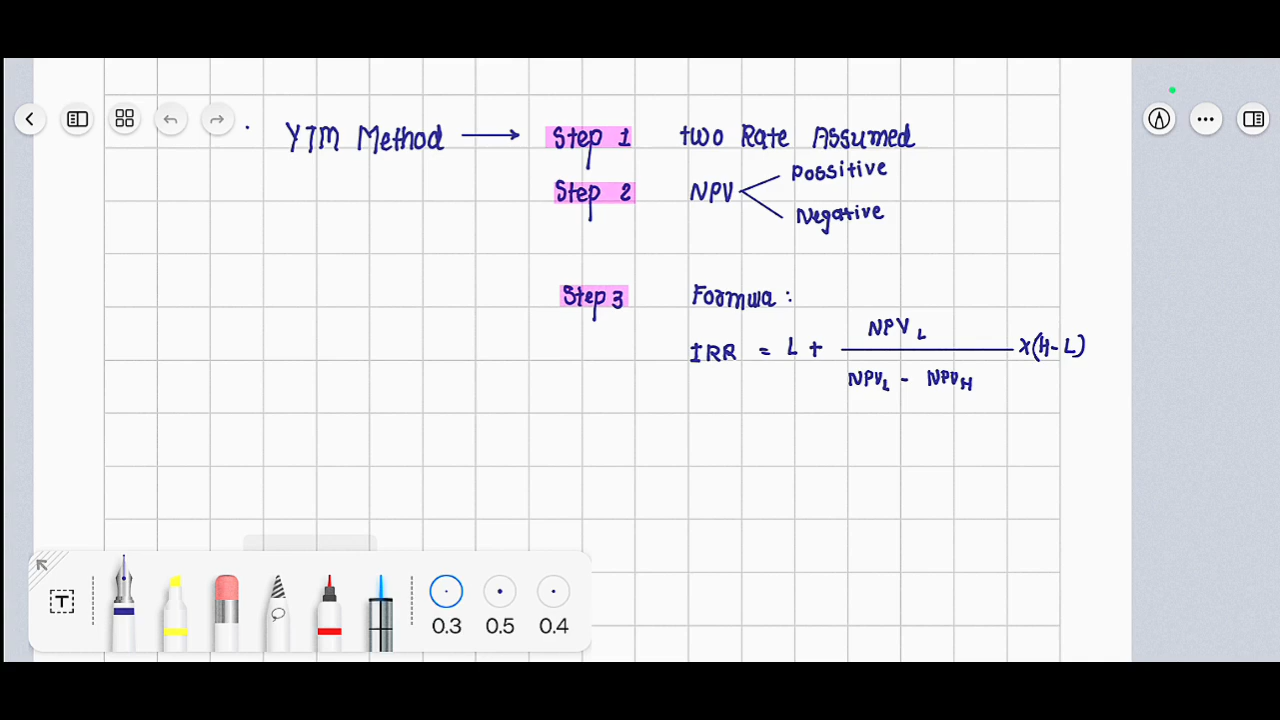 YTM Method → Step 1 two Rate Assumed
Step 2 NPV possitive
Negative
Step 3 Formula :
IRR = L + NPV L / NPVL - NPVH X(H-L)
T
0.3 0.5 0.4